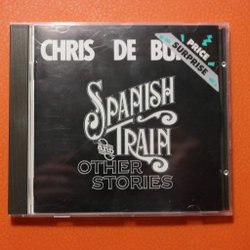 CHRIS DE BU
PRICE
SURPRISE
SPANISH
TRAIN
AND
OTHER
STORIES